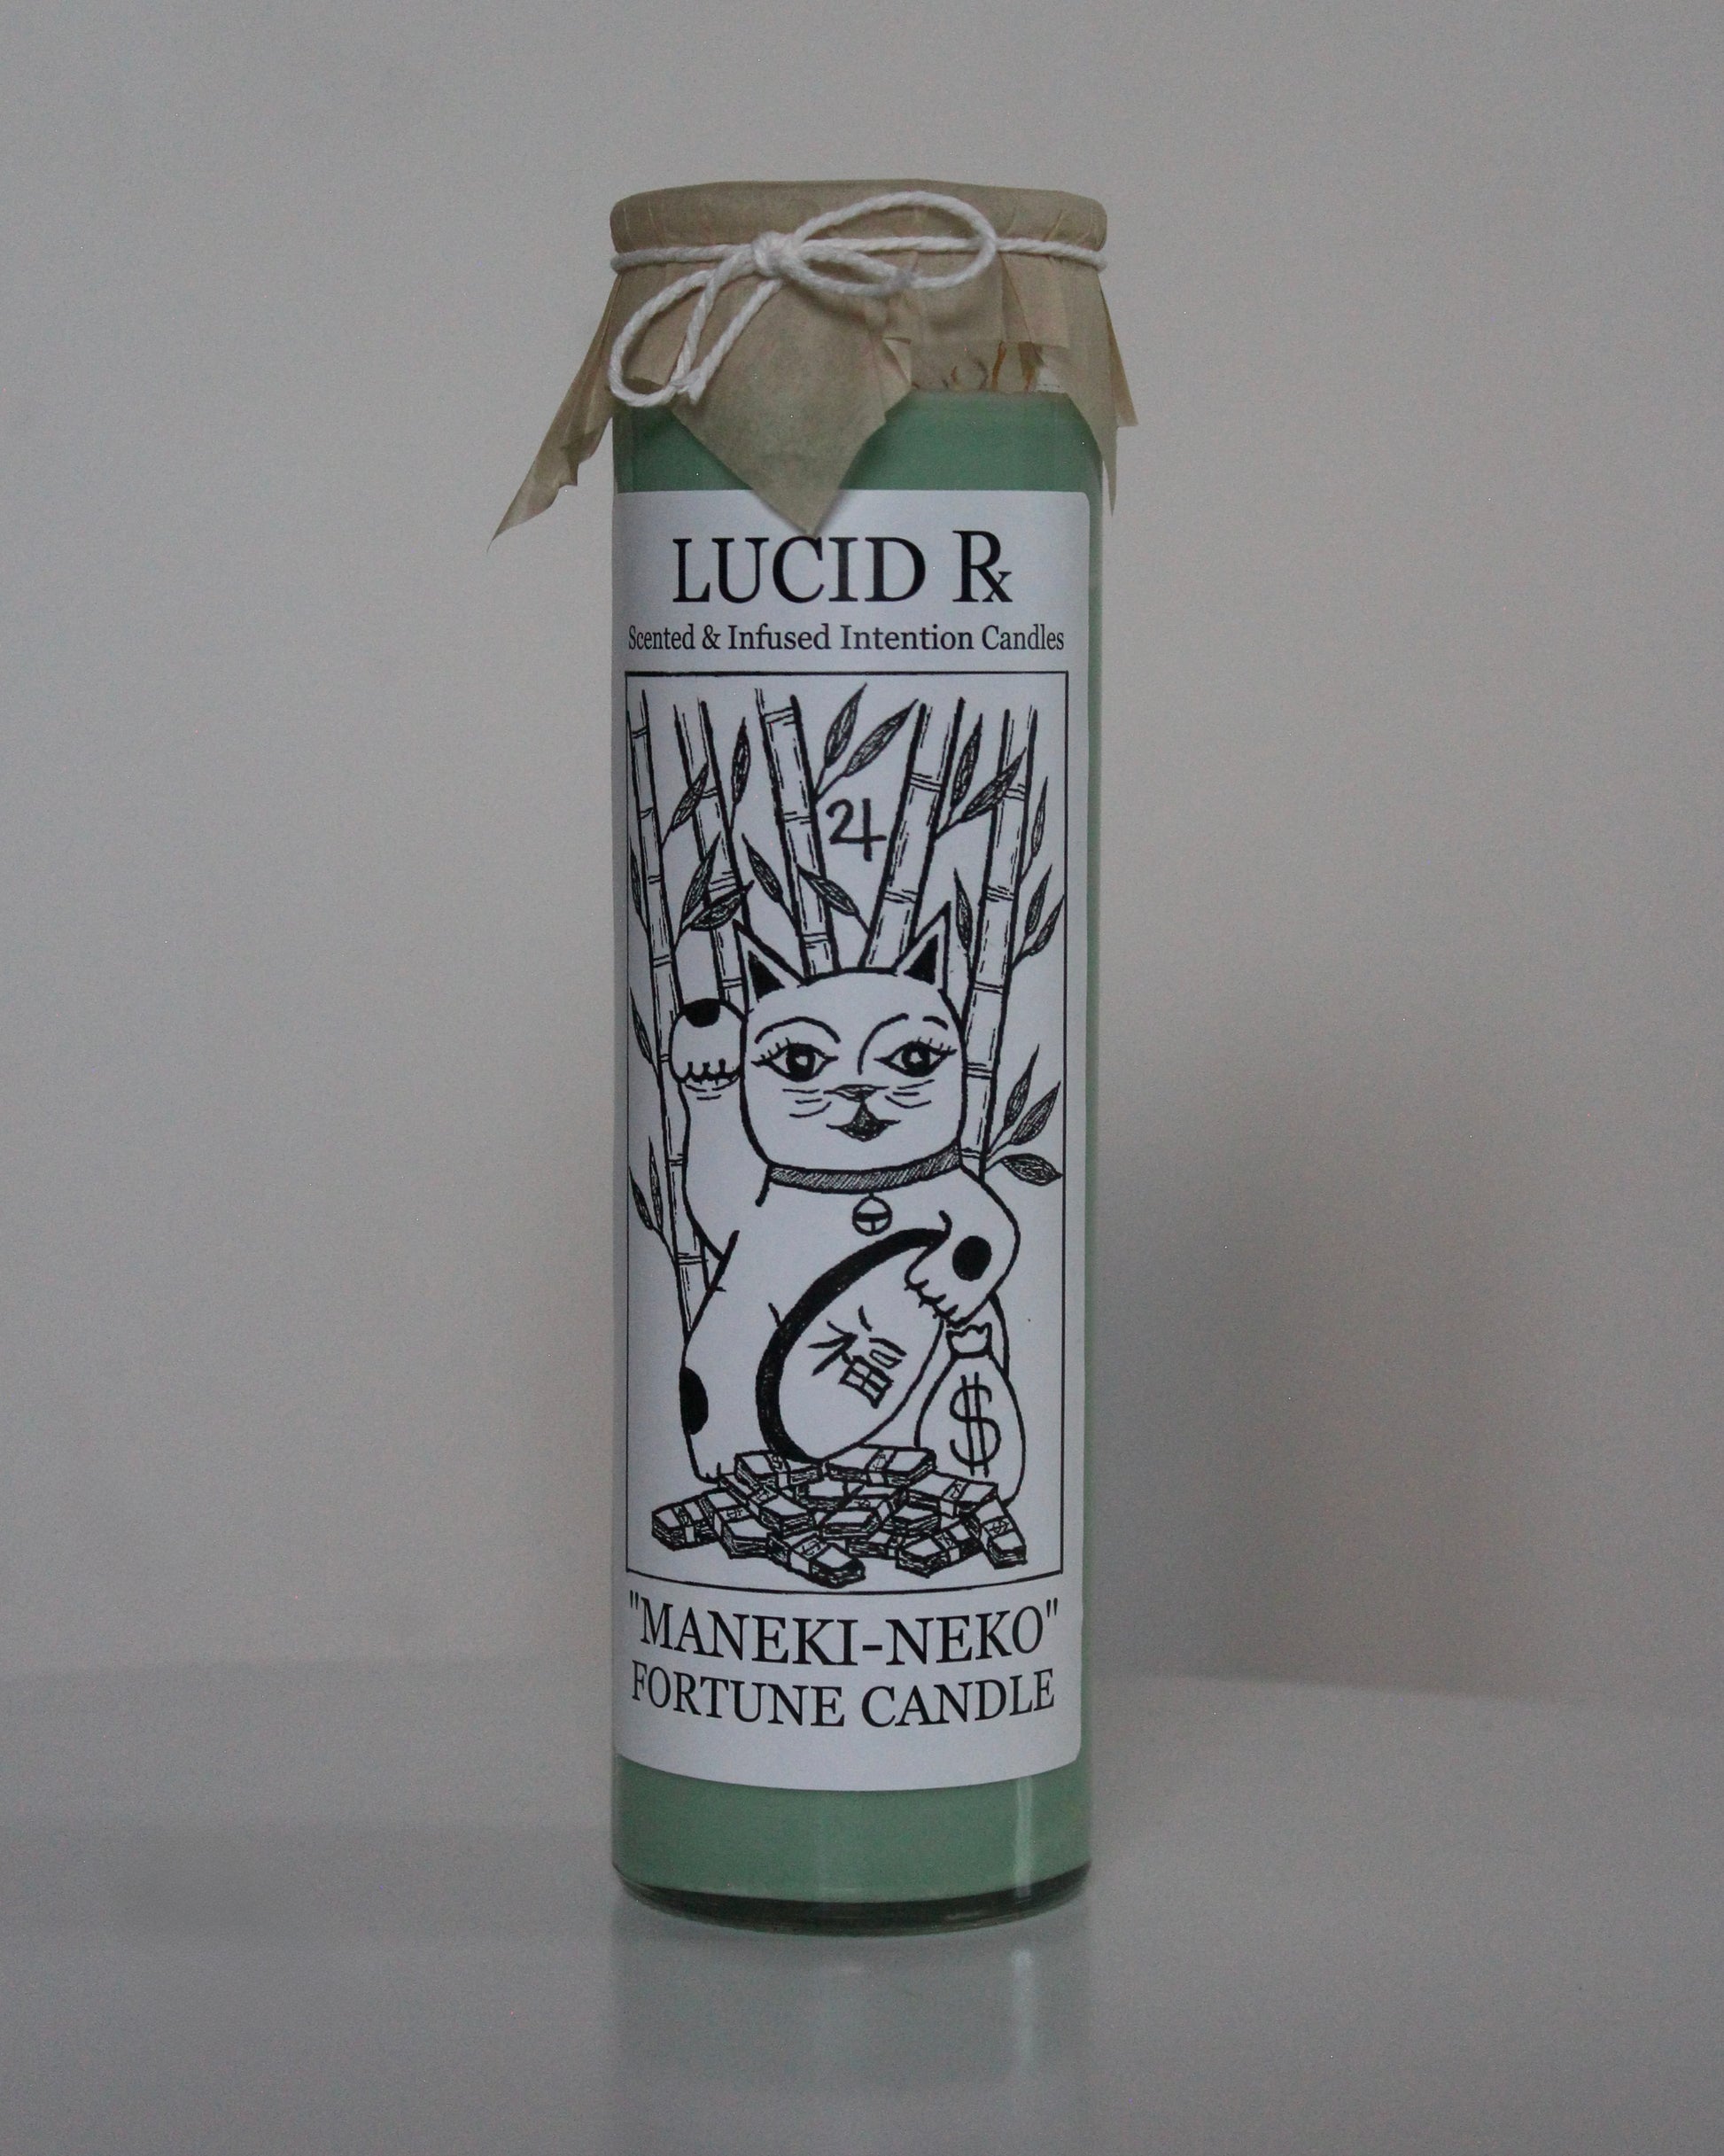 LUCID ℞
Scented & Infused Intention Candles
♃
福
$
"MANEKI-NEKO"
FORTUNE CANDLE